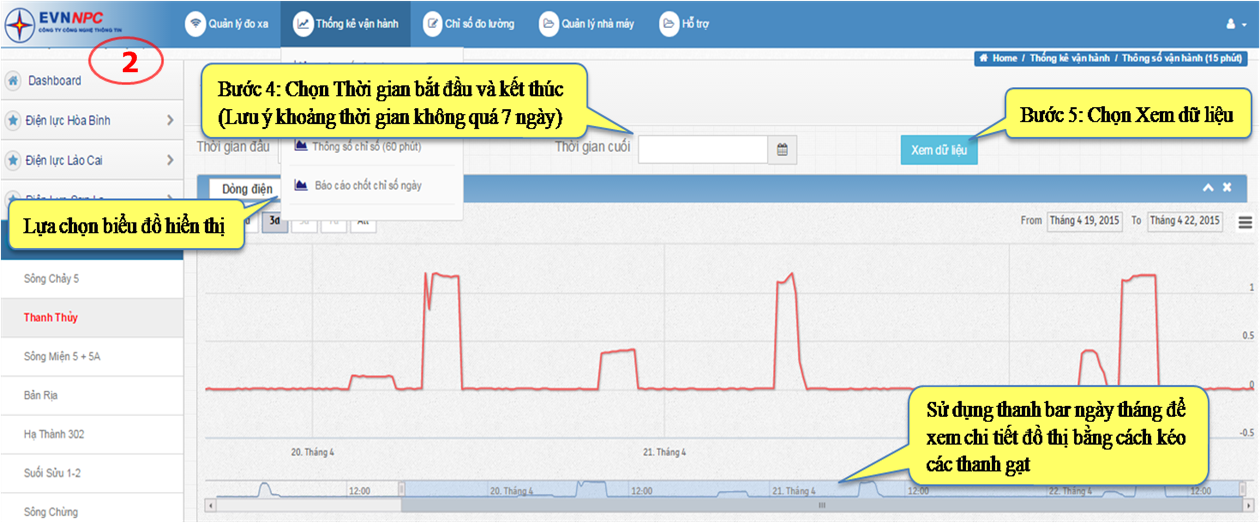 EVNNPC
CÔNG TY CÔNG NGHỆ THÔNG TIN
Quản lý đo xa
Thống kê vận hành
Chỉ số đo lường
Quản lý nhà máy
Hỗ trợ
2
Home / Thống kê vận hành / Thông số vận hành (15 phút)
Dashboard
Điện lực Hòa Bình
Điện lực Lào Cai
Bước 4: Chọn Thời gian bắt đầu và kết thúc
(Lưu ý khoảng thời gian không quá 7 ngày)
Bước 5: Chọn Xem dữ liệu
Thời gian đầu
Thông số chỉ số (60 phút)
Thời gian cuối
Xem dữ liệu
Báo cáo chốt chỉ số ngày
Dòng điện
Lựa chọn biểu đồ hiển thị
3d
All
From Tháng 4 19, 2015 To Tháng 4 22, 2015
Sông Chảy 5
Thanh Thủy
Sông Miện 5 + 5A
Bản Rịa
Hạ Thành 302
Suối Sửu 1-2
Sông Chừng
1
0.5
0
-0.5
Sử dụng thanh bar ngày tháng để
xem chi tiết đồ thị bằng cách kéo
các thanh gạt
20. Tháng 4
21. Tháng 4
12:00
20. Tháng 4
12:00
21. Tháng 4
12:00
22. Tháng 4
12:00